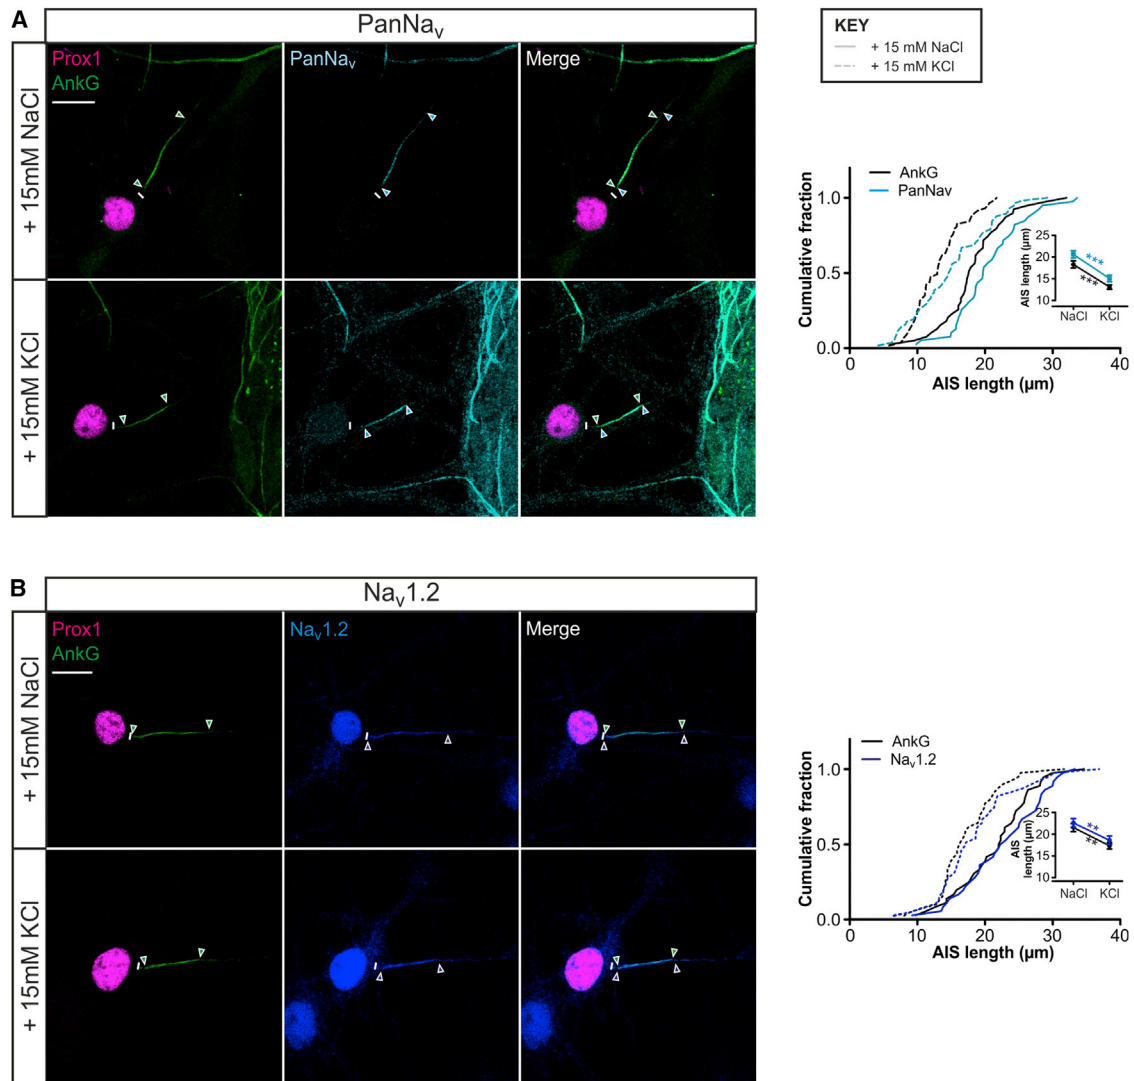 A
PanNav
KEY
+ 15 mM NaCl
+ 15 mM KCl
+ 15mM NaCl
Prox1
AnkG
PanNav
Merge
+ 15mM KCl
AnkG
PanNav
Cumulative fraction
1.0
0.5
0.0
0 10 20 30 40
AIS length (µm)
AIS length (µm)
25
20
15
10
***
***
NaCl KCl
B
Nav1.2
+ 15mM NaCl
Prox1
AnkG
Nav1.2
Merge
+ 15mM KCl
AnkG
Nav1.2
Cumulative fraction
1.0
0.5
0.0
0 10 20 30 40
AIS length (µm)
AIS
length (µm)
25
20
15
10
**
**
NaCl KCl